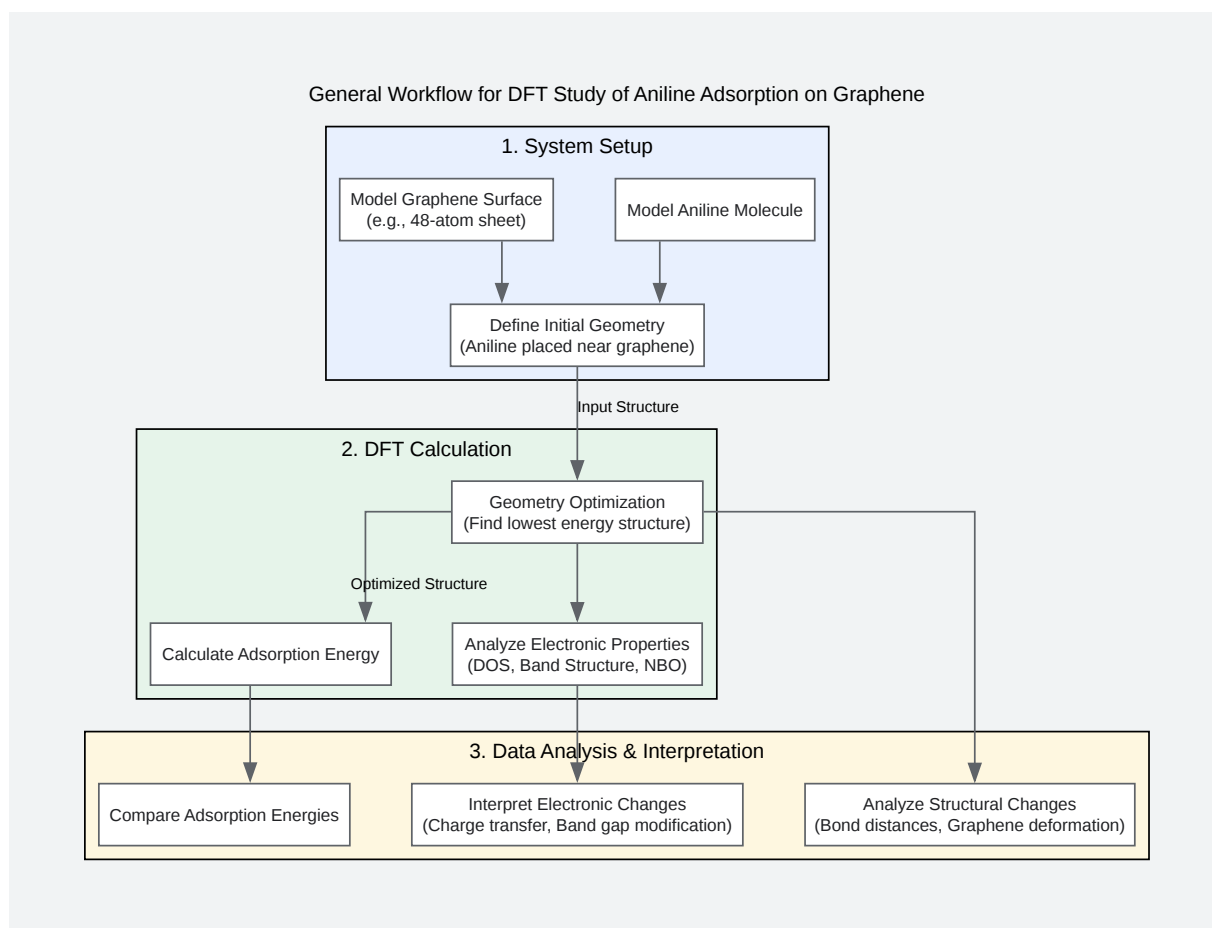 General Workflow for DFT Study of Aniline Adsorption on Graphene
1. System Setup
Model Graphene Surface
(e.g., 48-atom sheet)
Model Aniline Molecule
Define Initial Geometry
(Aniline placed near graphene)
Input Structure
2. DFT Calculation
Geometry Optimization
(Find lowest energy structure)
Optimized Structure
Calculate Adsorption Energy
Analyze Electronic Properties
(DOS, Band Structure, NBO)
3. Data Analysis & Interpretation
Compare Adsorption Energies
Interpret Electronic Changes
(Charge transfer, Band gap modification)
Analyze Structural Changes
(Bond distances, Graphene deformation)